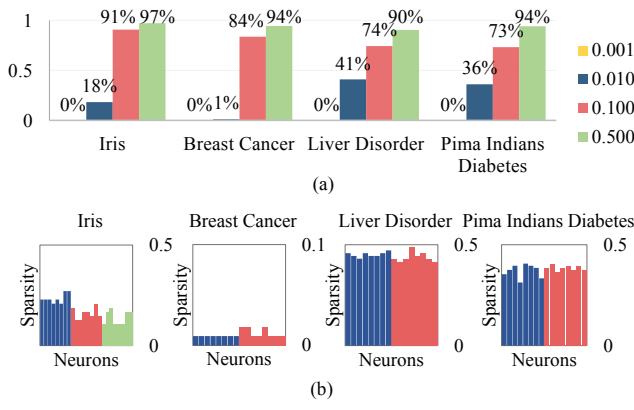 (a)
1
0.5
0
0% 18% 91% 97%
0% 1% 84% 94%
0% 41% 74% 90%
0% 36% 73% 94%
Iris
Breast Cancer
Liver Disorder
Pima Indians
Diabetes
0.001
0.010
0.100
0.500
(a)
Iris
Breast Cancer
Liver Disorder
Pima Indians Diabetes
Sparsity
0.5
0
Neurons
Sparsity
0.1
0
Neurons
Sparsity
0.5
0
Neurons
Sparsity
0.5
0
Neurons
(b)